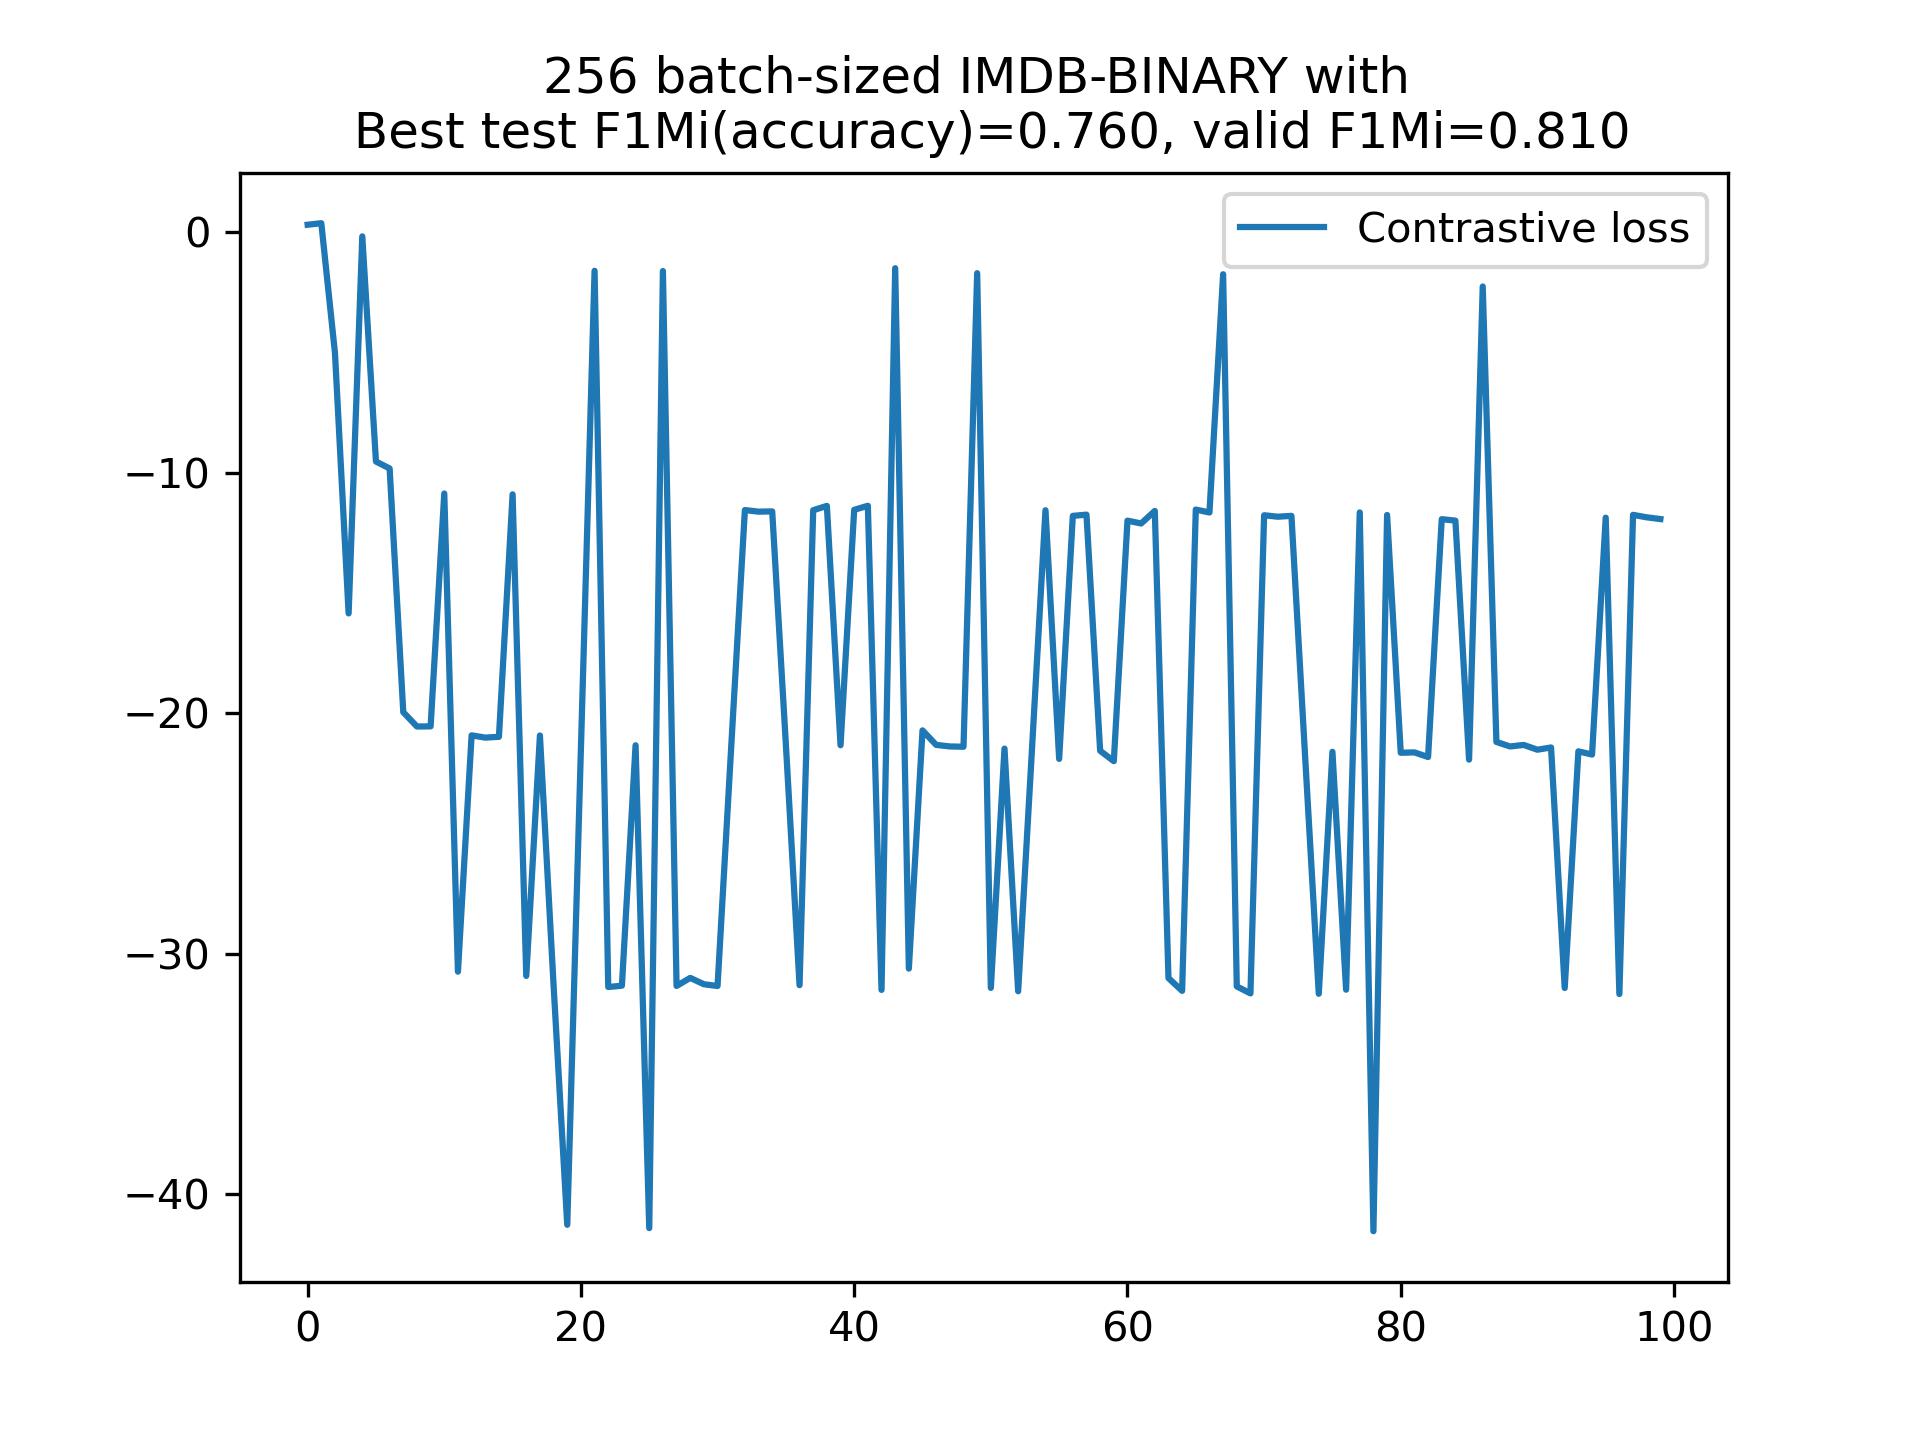 256 batch-sized IMDB-BINARY with
Best test F1Mi(accuracy)=0.760, valid F1Mi=0.810
Contrastive loss
0
−10
−20
−30
−40
0 20 40 60 80 100